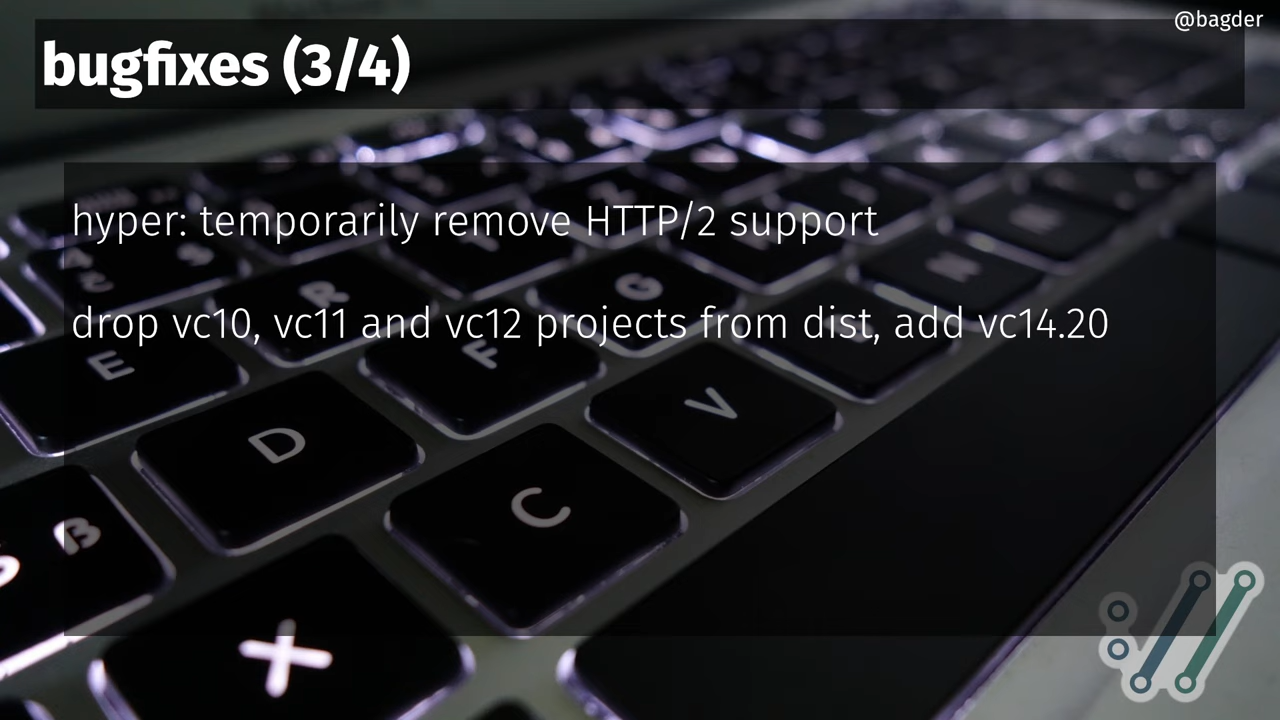 @bagder
bugfixes (3/4)
hyper: temporarily remove HTTP/2 support
drop vc10, vc11 and vc12 projects from dist, add vc14.20
R
G
E
F
D
V
C
B
X